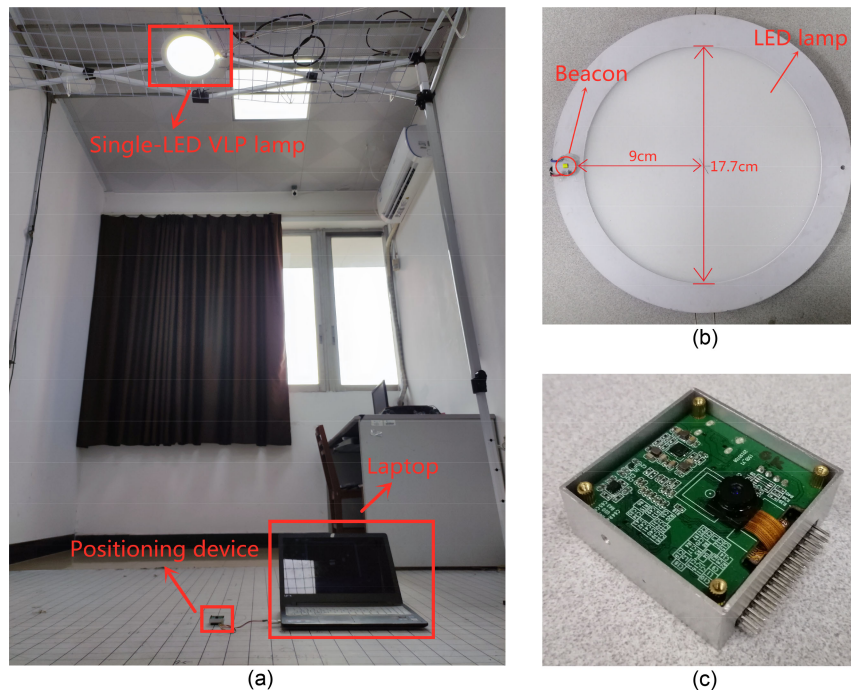 Single-LED VLP lamp
Laptop
Positioning device
(a)
LED lamp
Beacon
9cm
17.7cm
(b)
(c)